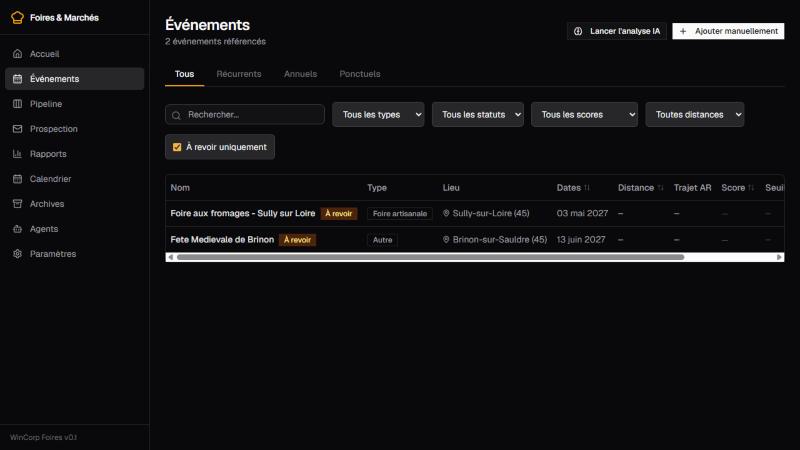 Foires & Marchés
Accueil
Événements
Pipeline
Prospection
Rapports
Calendrier
Archives
Agents
Paramètres
WinCorp Foires v0.1
Événements
2 événements référencés
Lancer l'analyse IA
Ajouter manuellement
Tous Récurrents Annuels Ponctuels
Rechercher... Tous les types Tous les statuts Tous les scores Toutes distances
À revoir uniquement
Nom Type Lieu Dates Distance Trajet AR Score Seuil
Foire aux fromages - Sully sur Loire À revoir Foire artisanale Sully-sur-Loire (45) 03 mai 2027 – – — –
Fete Medievale de Brinon À revoir Autre Brinon-sur-Sauldre (45) 13 juin 2027 – – — –